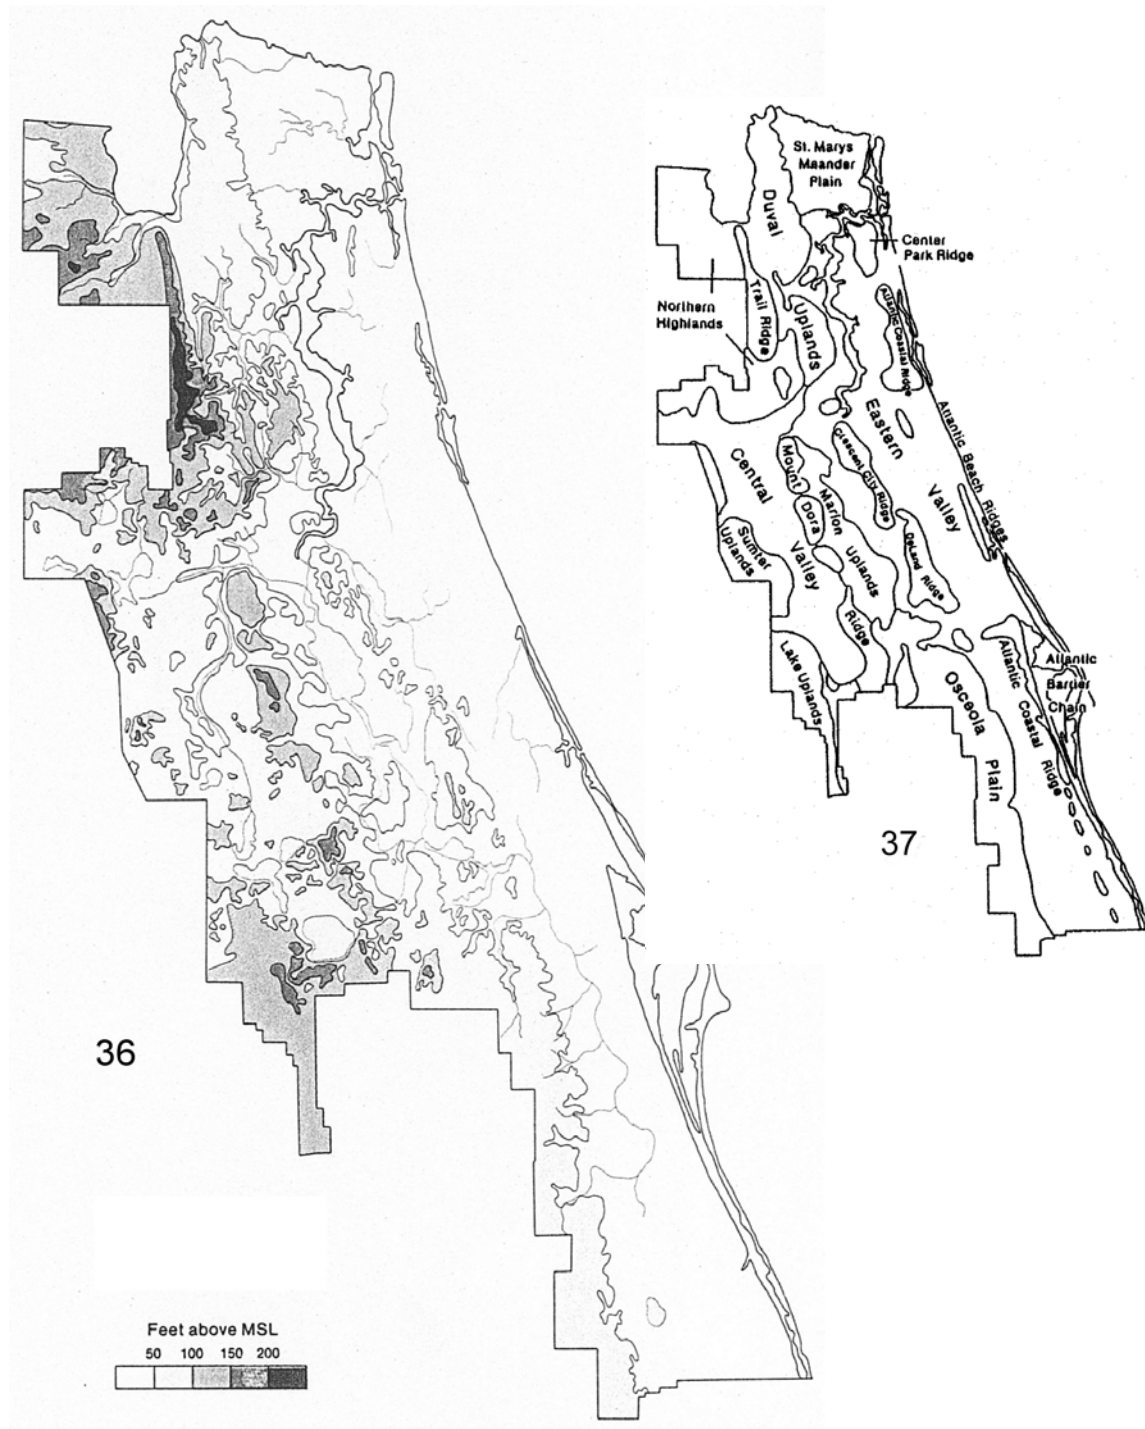 St. Marys
Meander
Plain
Duval
Center
Park Ridge
Northern
Highlands
Trail Ridge
Uplands
Atlantic Coastal Ridge
Eastern
Valley
Atlantic Beach Ridges
Crescent City Ridge
Central
Valley
Mount
Dora
Ridge
Marion
Uplands
DeLand Ridge
Sumter
Uplands
Lake Uplands
Osceola
Plain
Atlantic
Coastal
Ridge
Atlantic
Barrier
Chain
37
36
Feet above MSL
50 100 150 200